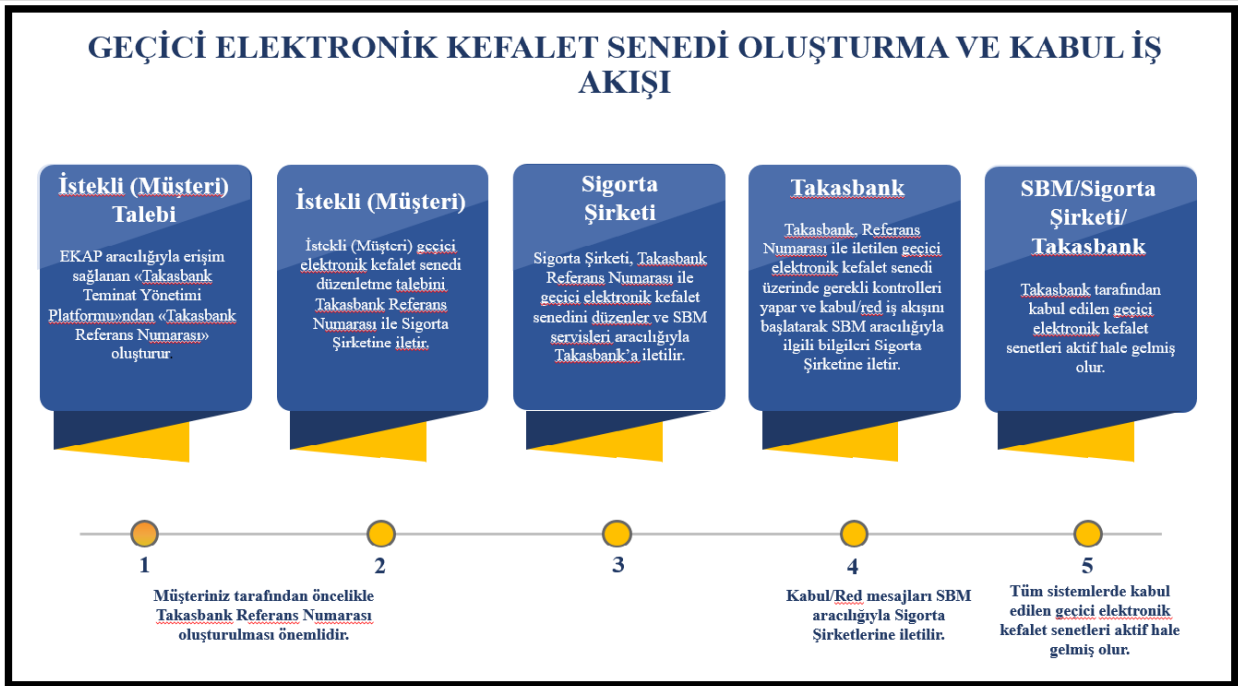 GEÇİCİ ELEKTRONİK KEFALET SENEDİ OLUŞTURMA VE KABUL İŞ
AKIŞI
İstekli (Müşteri)
Talebi
EKAP aracılığıyla erişim
sağlanan «Takasbank
Teminat Yönetimi
Platformu»ndan «Takasbank
Referans Numarası»
oluşturur.
İstekli (Müşteri)
İstekli (Müşteri) geçici
elektronik kefalet senedi
düzenletme talebini
Takasbank Referans
Numarası ile Sigorta
Şirketine iletir.
Sigorta
Şirketi
Sigorta Şirketi, Takasbank
Referans Numarası ile
geçici elektronik kefalet
senedini düzenler ve SBM
servisleri aracılığıyla
Takasbank’a iletilir.
Takasbank
Takasbank, Referans
Numarası ile iletilen geçici
elektronik kefalet senedi
üzerinde gerekli kontrolleri
yapar ve kabul/red iş akışını
başlatarak SBM aracılığıyla
ilgili bilgileri Sigorta
Şirketine iletir.
SBM/Sigorta
Şirketi/
Takasbank
Takasbank tarafından
kabul edilen geçici
elektronik kefalet
senetleri aktif hale gelmiş
olur.
1
2
3
4
5
Müşteriniz tarafından öncelikle
Takasbank Referans Numarası
oluşturulması önemlidir.
Kabul/Red mesajları SBM
aracılığıyla Sigorta
Şirketlerine iletilir.
Tüm sistemlerde kabul
edilen geçici elektronik
kefalet senetleri aktif hale
gelmiş olur.